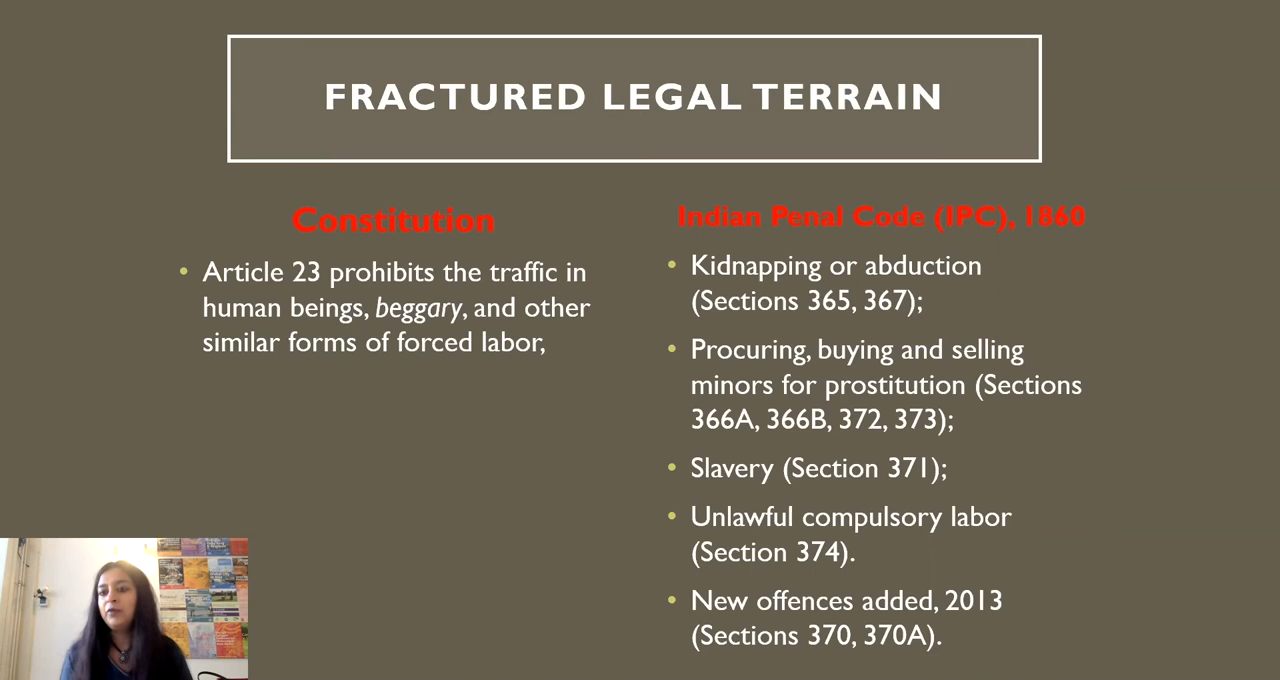 FRACTURED LEGAL TERRAIN
Constitution
• Article 23 prohibits the traffic in
human beings, beggary, and other
similar forms of forced labor,
Indian Penal Code (IPC), 1860
• Kidnapping or abduction
(Sections 365, 367);
• Procuring, buying and selling
minors for prostitution (Sections
366A, 366B, 372, 373);
• Slavery (Section 371);
• Unlawful compulsory labor
(Section 374).
• New offences added, 2013
(Sections 370, 370A).